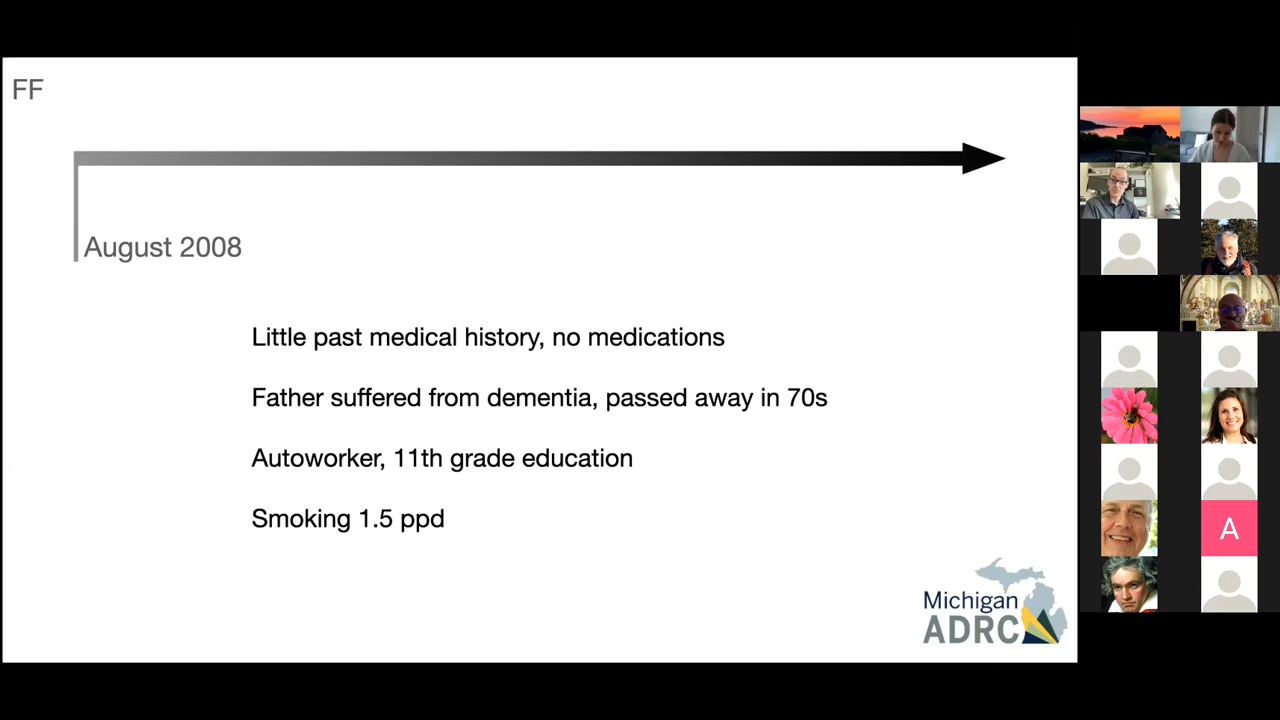 FF
August 2008
Little past medical history, no medications
Father suffered from dementia, passed away in 70s
Autoworker, 11th grade education
Smoking 1.5 ppd
Michigan
ADRC
A